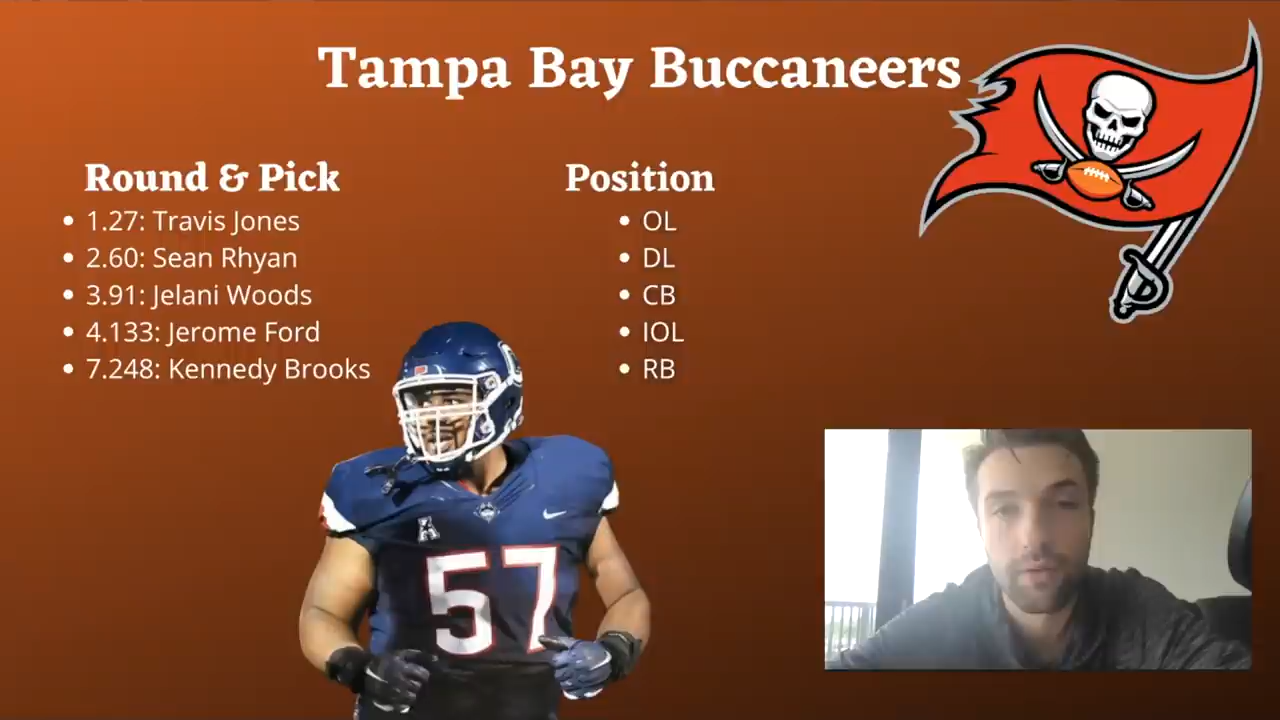 Tampa Bay Buccaneers
Round & Pick
1.27: Travis Jones
2.60: Sean Rhyan
3.91: Jelani Woods
4.133: Jerome Ford
7.248: Kennedy Brooks
Position
OL
DL
CB
IOL
RB
A
57